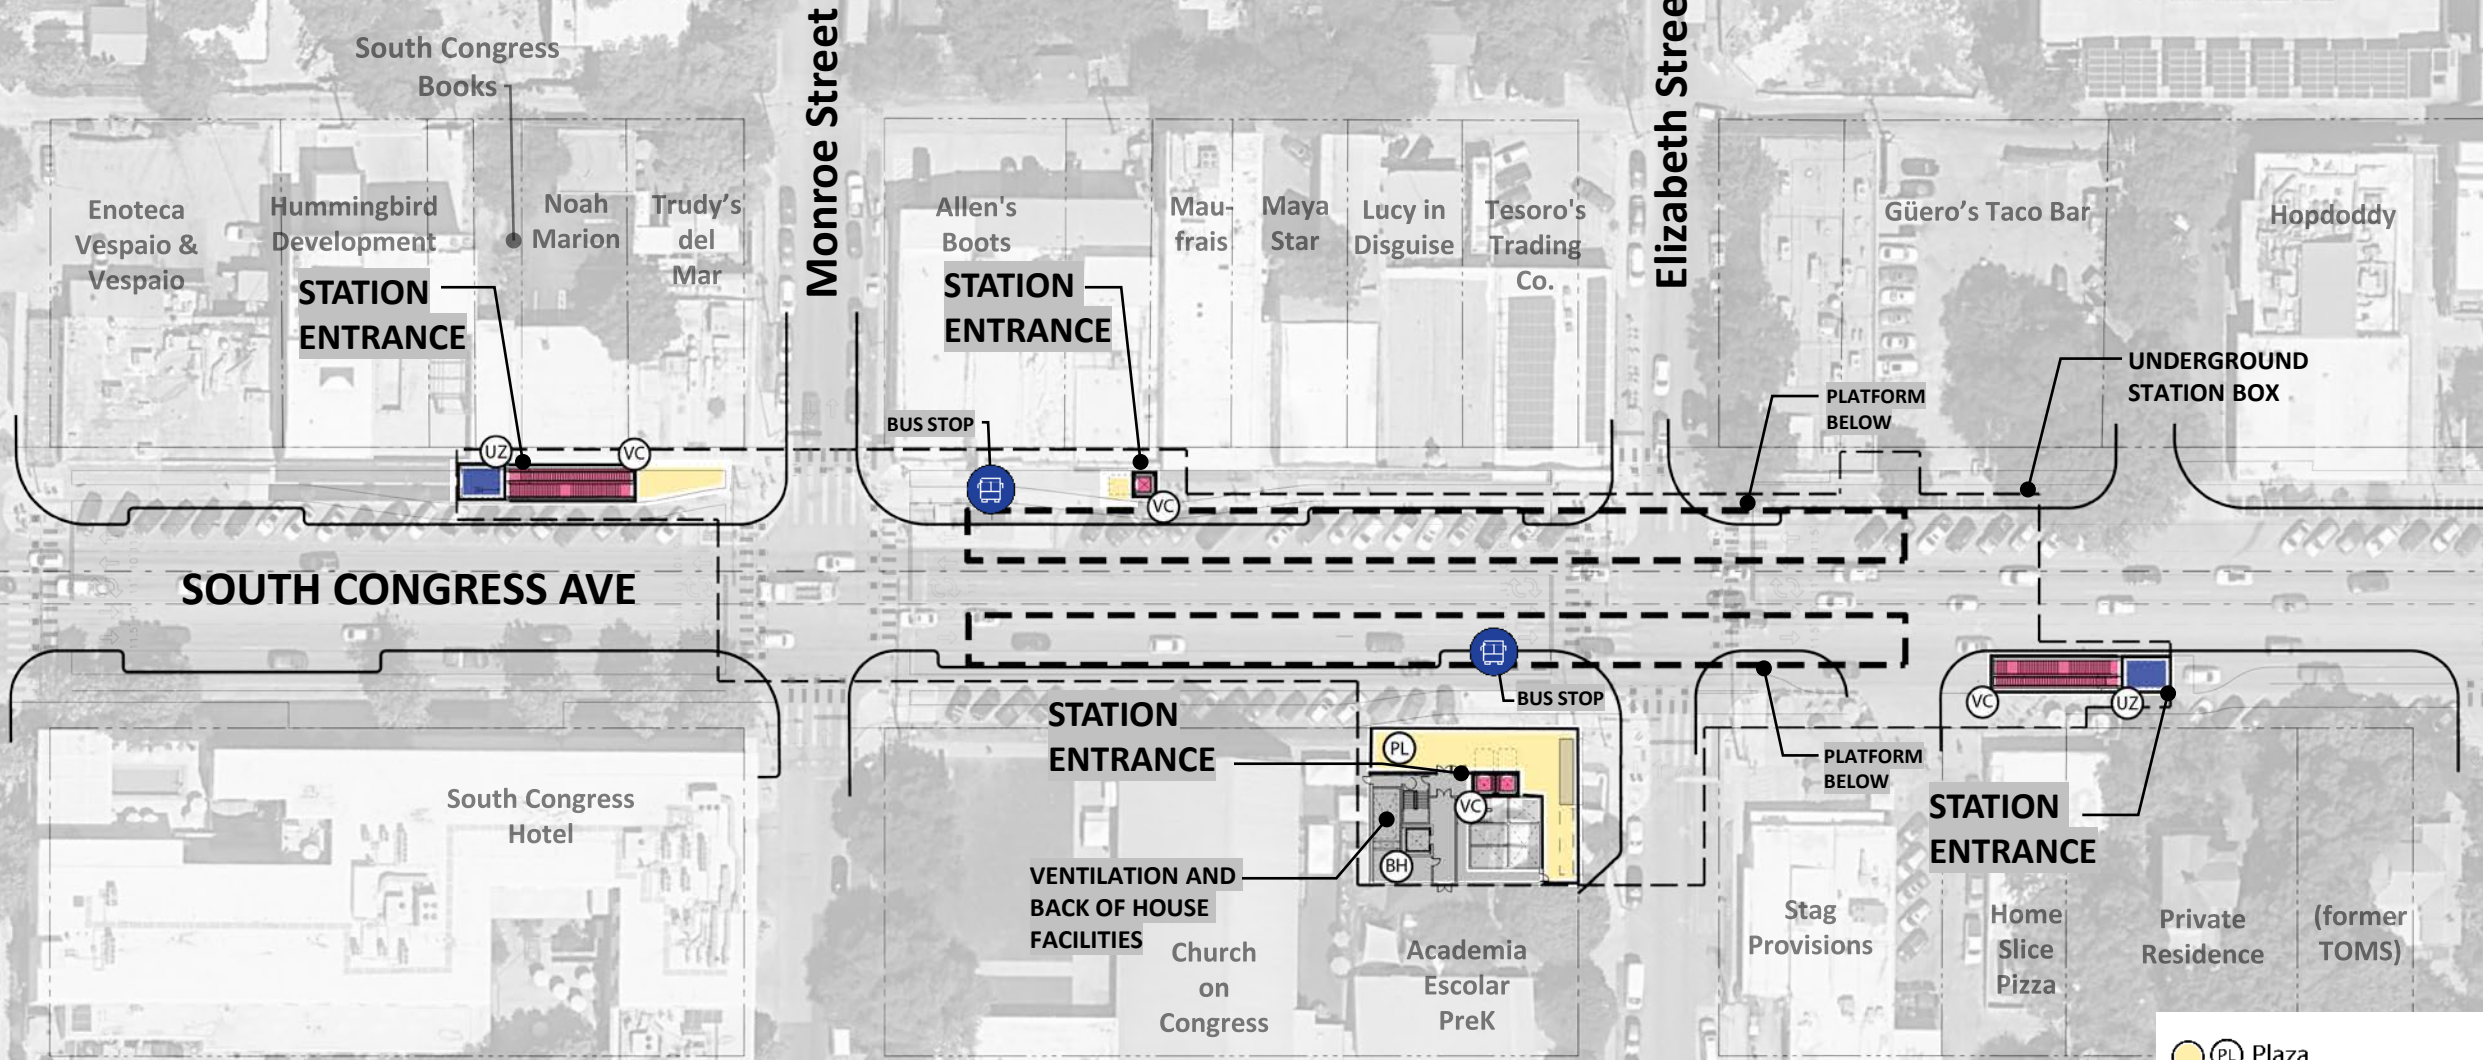 South Congress
Books
Monroe Street
Elizabeth Stree
Enoteca
Vespaio &
Vespaio
Hummingbird
Development
Noah
Marion
Trudy's
del
Mar
Allen's
Boots
Mau-
frais
Maya
Star
Lucy in
Disguise
Tesoro's
Trading
Co.
Güero's Taco Bar
Hopdoddy
STATION
ENTRANCE
STATION
ENTRANCE
UNDERGROUND
STATION BOX
PLATFORM
BELOW
BUS STOP
UZ
VC
VC
SOUTH CONGRESS AVE
BUS STOP
VC
UZ
STATION
ENTRANCE
PL
VC
BH
PLATFORM
BELOW
STATION
ENTRANCE
South Congress
Hotel
VENTILATION AND
BACK OF HOUSE
FACILITIES
Church
on
Congress
Academia
Escolar
PreK
Stag
Provisions
Home
Slice
Pizza
Private
Residence
(former
TOMS)
PL Plaza